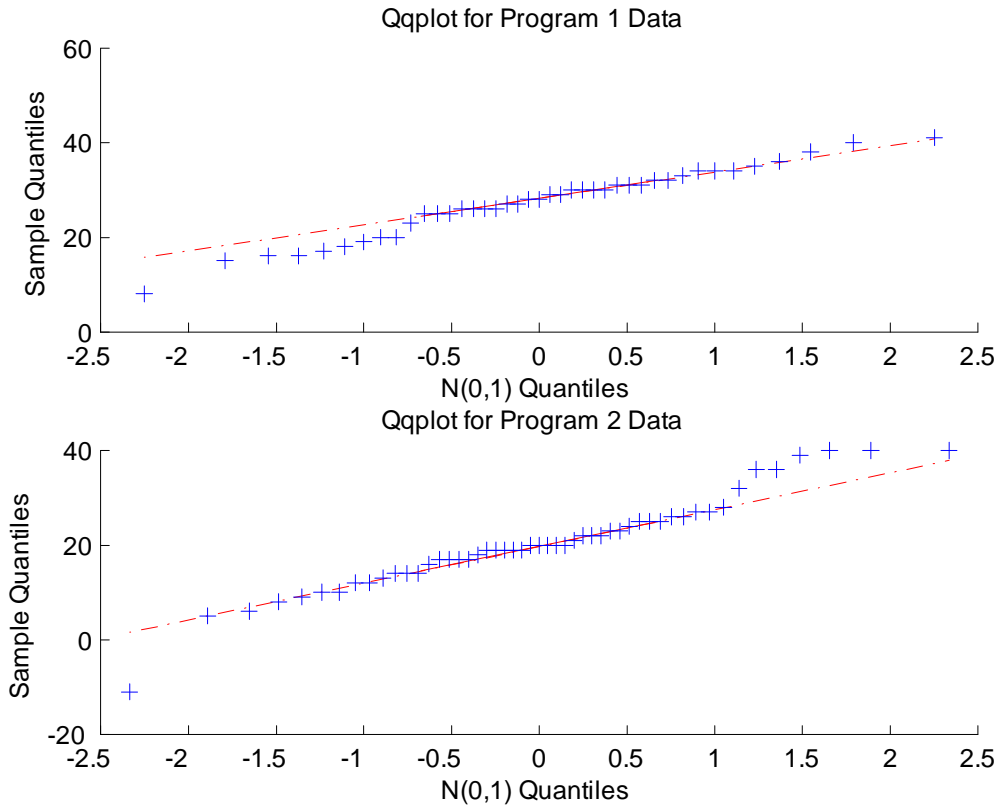 Qqplot for Program 1 Data
60
40
20
0
Sample Quantiles
-2.5 -2 -1.5 -1 -0.5 0 0.5 1 1.5 2 2.5
N(0,1) Quantiles
Qqplot for Program 2 Data
40
20
0
-20
Sample Quantiles
-2.5 -2 -1.5 -1 -0.5 0 0.5 1 1.5 2 2.5
N(0,1) Quantiles